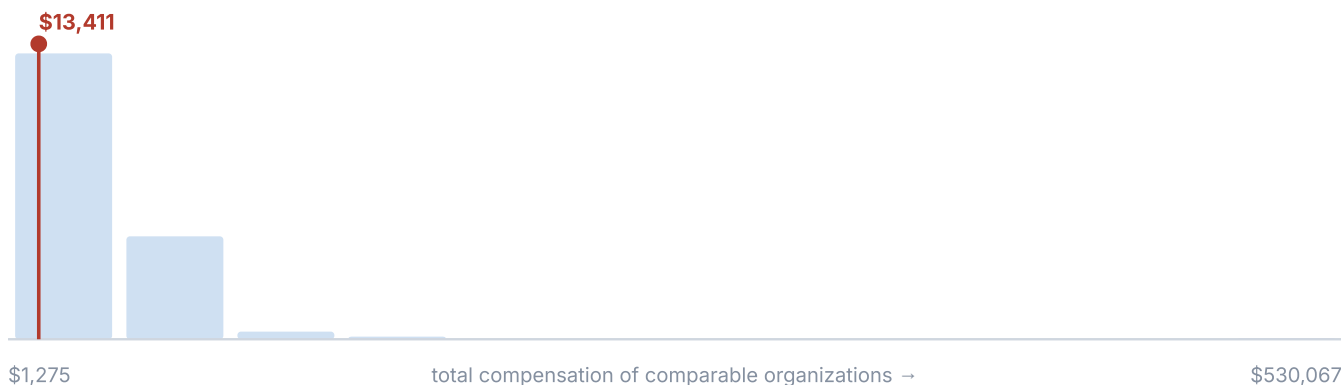 $13,411
$1,275
total compensation of comparable organizations →
$530,067